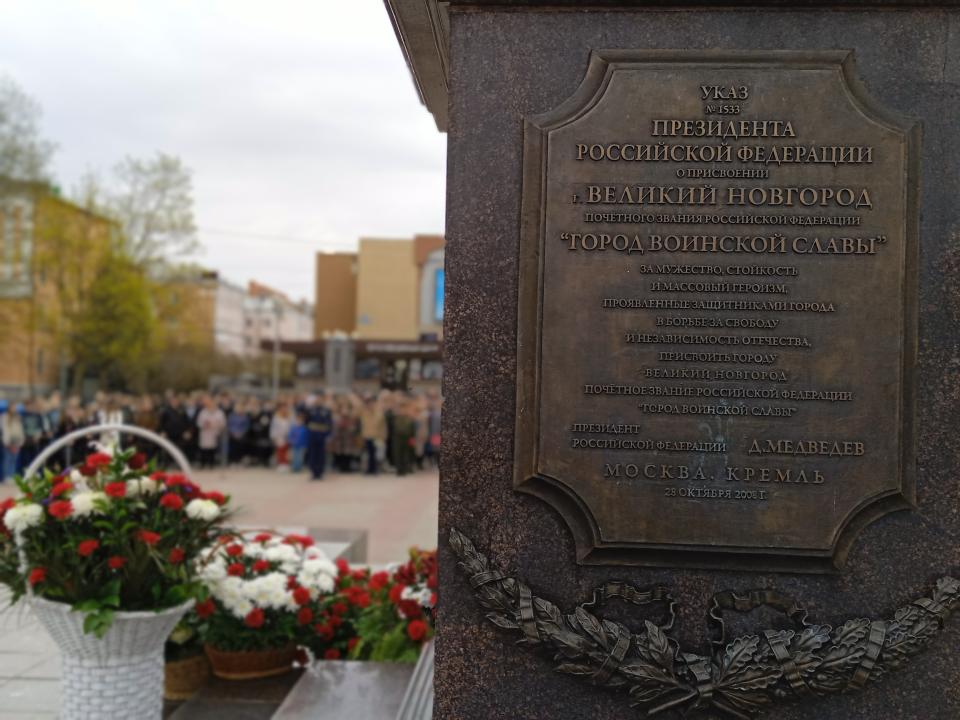 УКАЗ
№ 1533
ПРЕЗИДЕНТА
РОССИЙСКОЙ ФЕДЕРАЦИИ
О ПРИСВОЕНИИ
г. ВЕЛИКИЙ НОВГОРОД
ПОЧЁТНОГО ЗВАНИЯ РОССИЙСКОЙ ФЕДЕРАЦИИ
“ГОРОД ВОИНСКОЙ СЛАВЫ”
ЗА МУЖЕСТВО, СТОЙКОСТЬ
И МАССОВЫЙ ГЕРОИЗМ,
ПРОЯВЛЕННЫЕ ЗАЩИТНИКАМИ ГОРОДА
В БОРЬБЕ ЗА СВОБОДУ
И НЕЗАВИСИМОСТЬ ОТЕЧЕСТВА,
ПРИСВОИТЬ ГОРОДУ
ВЕЛИКИЙ НОВГОРОД
ПОЧЁТНОЕ ЗВАНИЕ РОССИЙСКОЙ ФЕДЕРАЦИИ
“ГОРОД ВОИНСКОЙ СЛАВЫ”
ПРЕЗИДЕНТ
РОССИЙСКОЙ ФЕДЕРАЦИИ Д.МЕДВЕДЕВ
МОСКВА. КРЕМЛЬ
28 ОКТЯБРЯ 2008 Г.